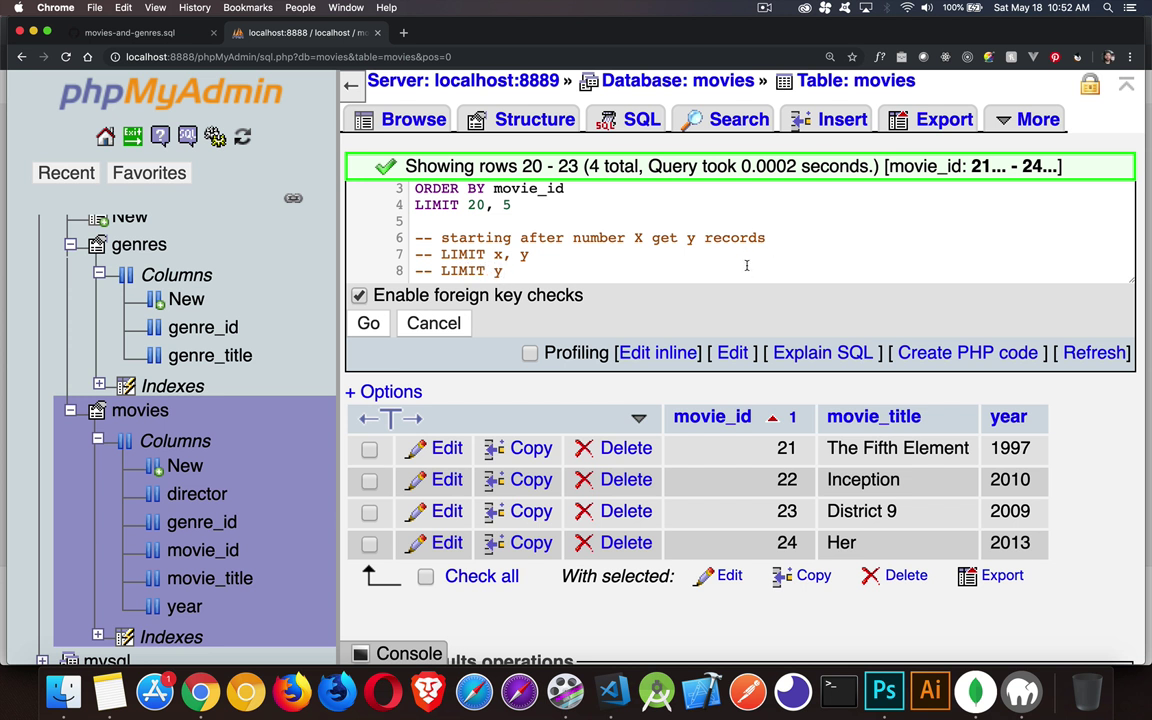 Chrome File Edit View History Bookmarks People Window Help 100% Sat May 18 10:52 AM
movies-and-genres.sql × localhost:8888 / localhost / m × +
localhost:8888/phpMyAdmin/sql.php?db=movies&table=movies&pos=0
phpMyAdmin
Recent Favorites
New
genres
Columns
New
genre_id
genre_title
Indexes
movies
Columns
New
director
genre_id
movie_id
movie_title
year
Indexes
mysql
Server: localhost:8889 » Database: movies » Table: movies
Browse Structure SQL Search Insert Export More
Showing rows 20 - 23 (4 total, Query took 0.0002 seconds.) [movie_id: 21... - 24...]
3 ORDER BY movie_id
4 LIMIT 20, 5
5
6 -- starting after number X get y records
7 -- LIMIT x, y
8 -- LIMIT y
Enable foreign key checks
Go Cancel
Profiling [Edit inline] [ Edit ] [ Explain SQL ] [ Create PHP code ] [ Refresh]
+ Options
←T→ movie_id 1 movie_title year
Edit Copy Delete 21 The Fifth Element 1997
Edit Copy Delete 22 Inception 2010
Edit Copy Delete 23 District 9 2009
Edit Copy Delete 24 Her 2013
Check all With selected: Edit Copy Delete Export
Console
ults operations
1
Ps Ai